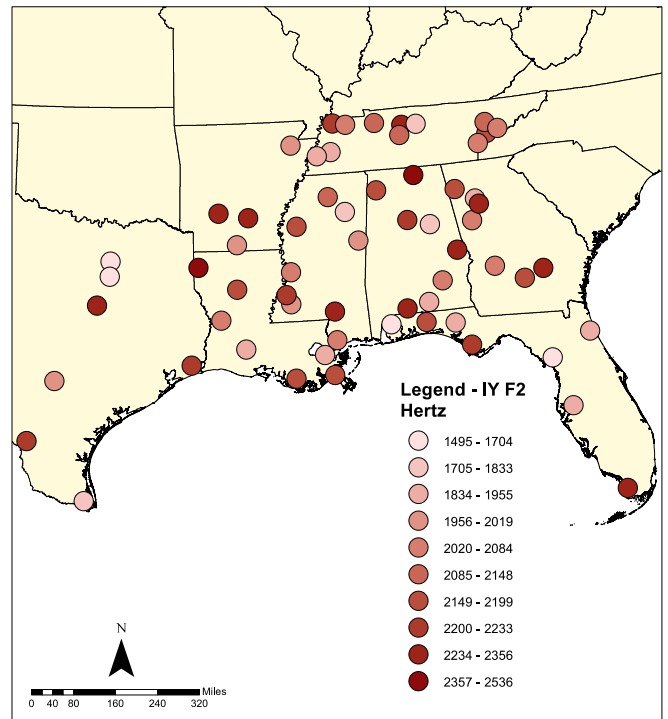 Legend - IY F2
Hertz
1495 - 1704
1705 - 1833
1834 - 1955
1956 - 2019
2020 - 2084
2085 - 2148
2149 - 2199
2200 - 2233
2234 - 2356
2357 - 2536
N
Miles
0 40 80 160 240 320